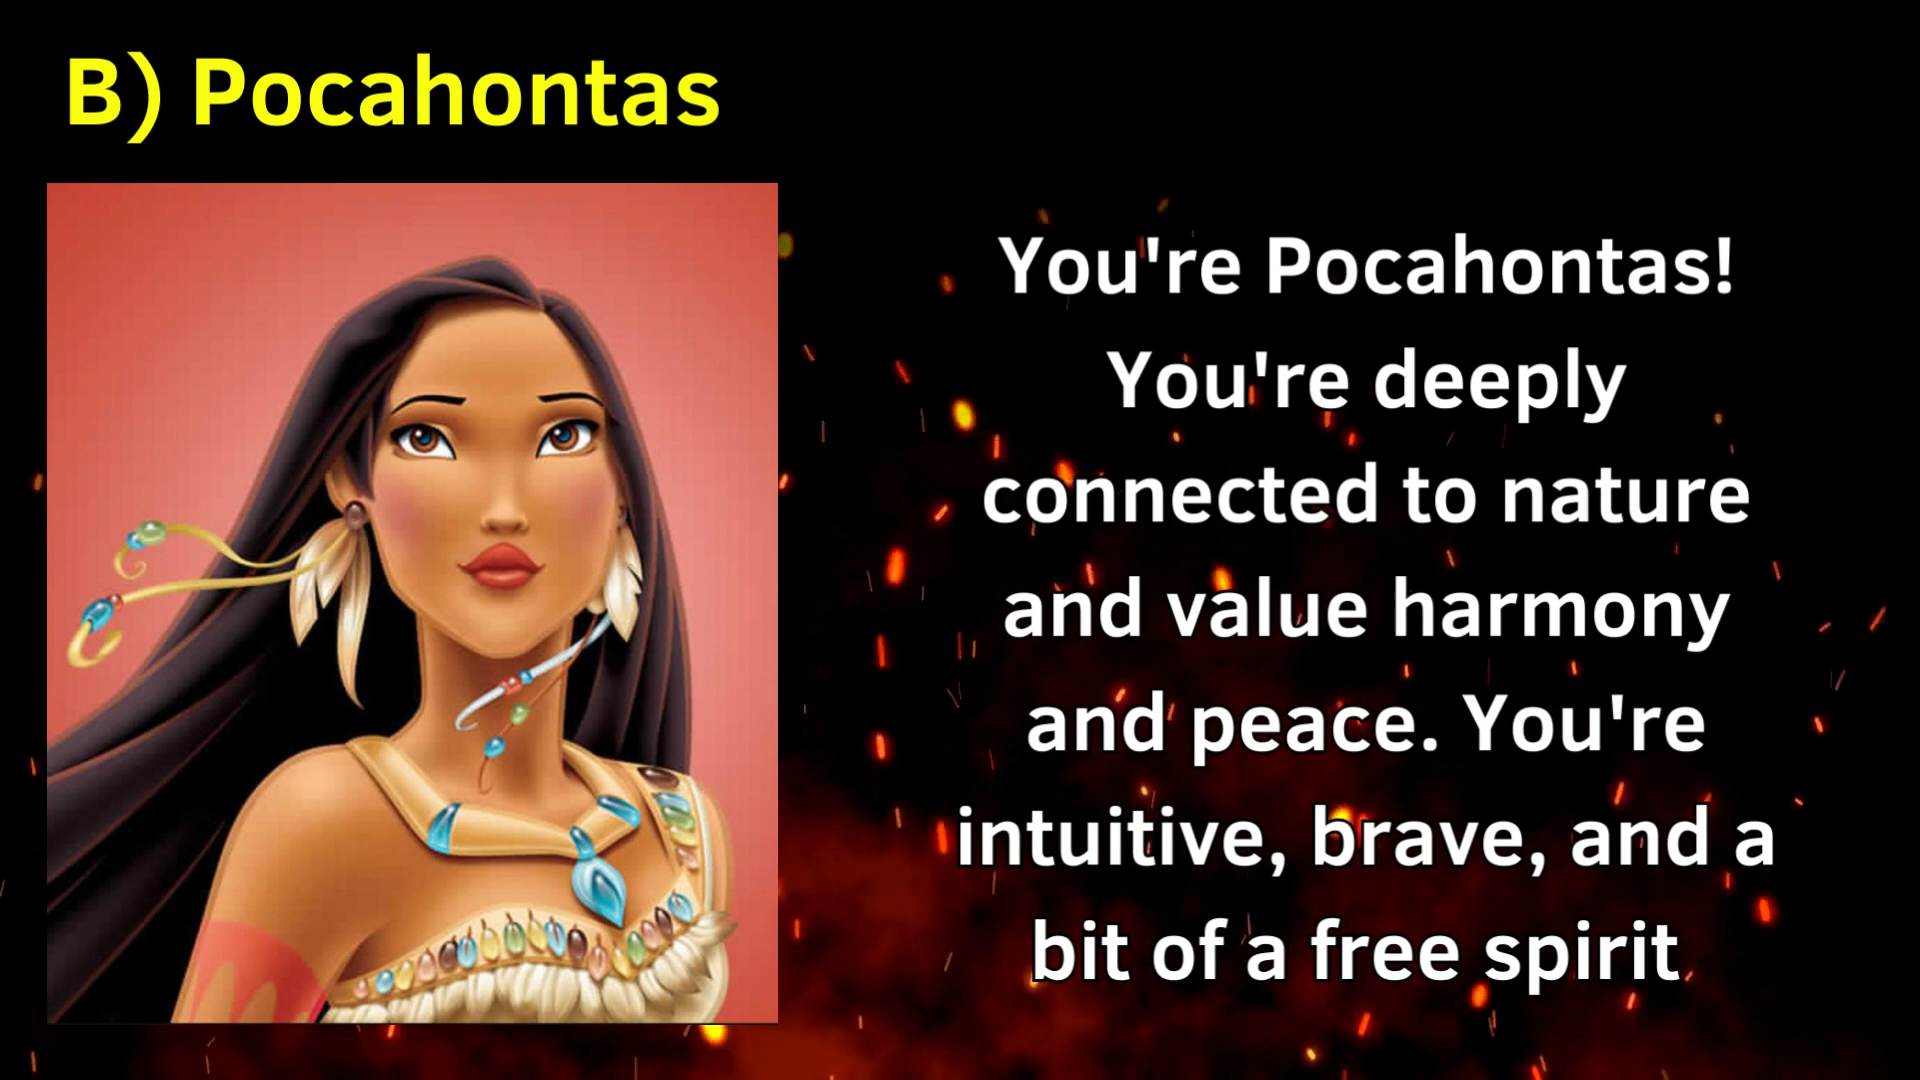 B) Pocahontas
You're Pocahontas!
You're deeply
connected to nature
and value harmony
and peace. You're
intuitive, brave, and a
bit of a free spirit